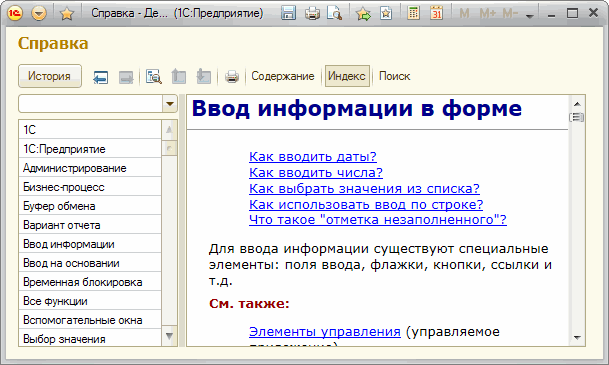 Справка - Де... (1С:Предприятие)
M M+ M-
Справка
История Содержание Индекс Поиск
1С
1С:Предприятие
Администрирование
Бизнес-процесс
Буфер обмена
Вариант отчета
Ввод информации
Ввод на основании
Временная блокировка
Все функции
Вспомогательные окна
Выбор значения
Ввод информации в форме
Как вводить даты?
Как вводить числа?
Как выбрать значения из списка?
Как использовать ввод по строке?
Что такое "отметка незаполненного"?
Для ввода информации существуют специальные
элементы: поля ввода, флажки, кнопки, ссылки и
т.д.
См. также:
Элементы управления (управляемое
приложение)